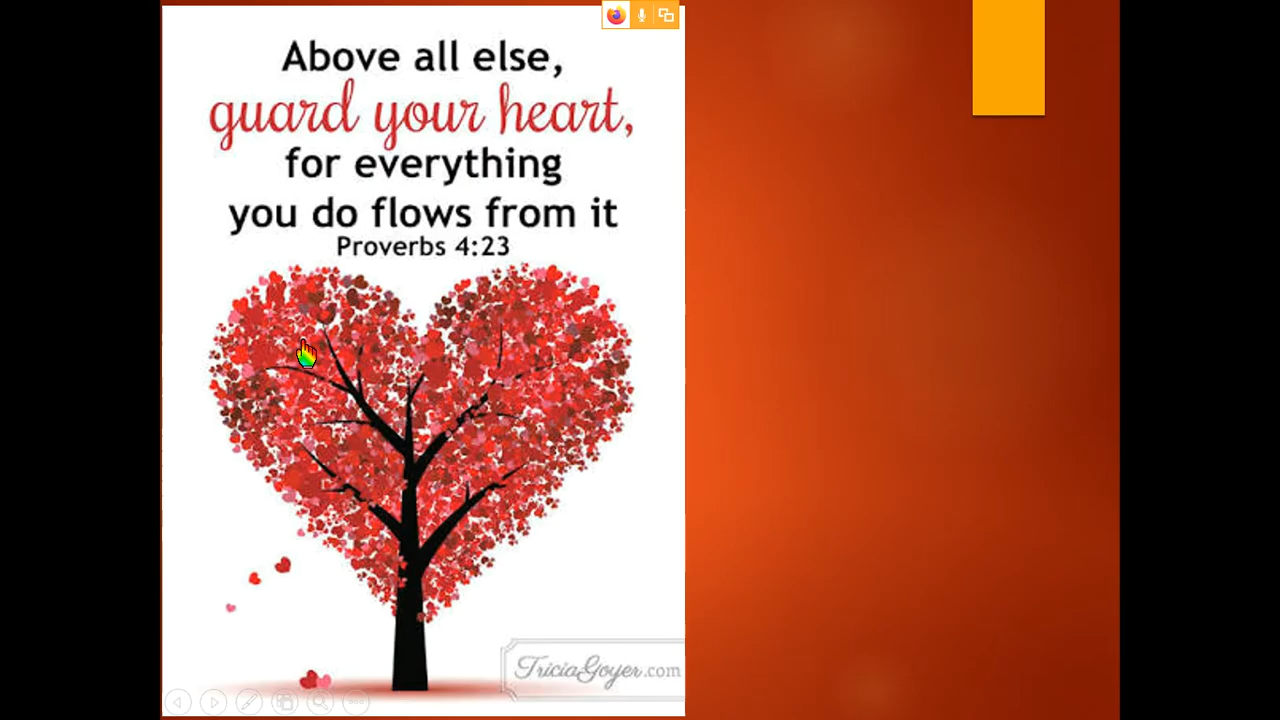 Above all else,
guard your heart,
for everything
you do flows from it
Proverbs 4:23
TriciaGoyer.com